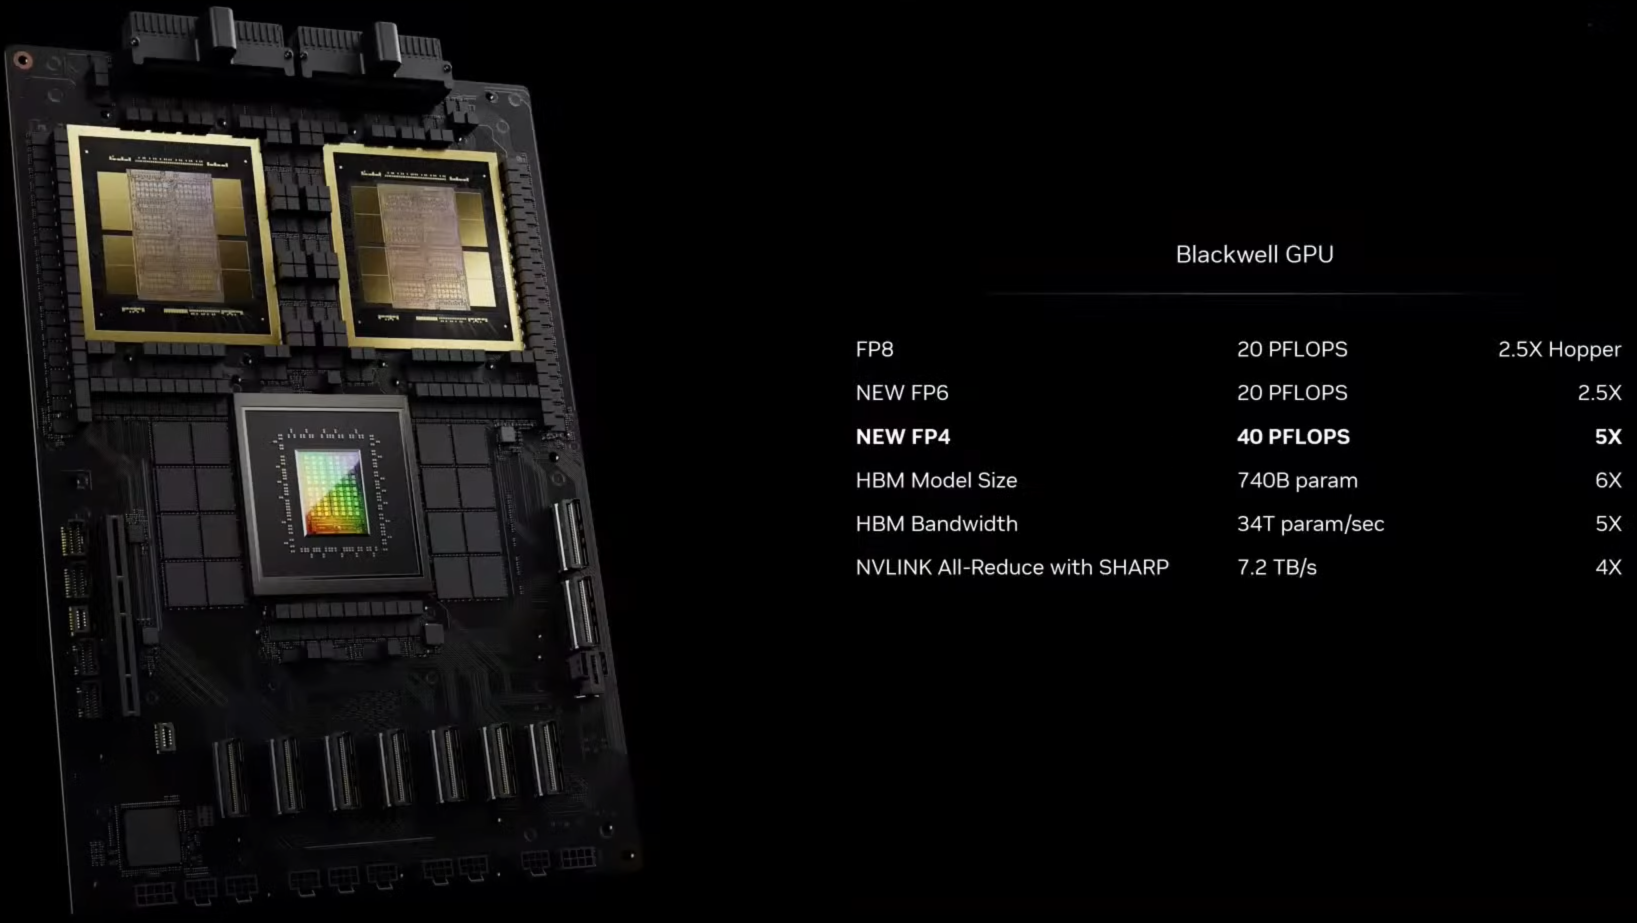 Blackwell GPU
FP8 20 PFLOPS 2.5X Hopper
NEW FP6 20 PFLOPS 2.5X
NEW FP4 40 PFLOPS 5X
HBM Model Size 740B param 6X
HBM Bandwidth 34T param/sec 5X
NVLINK All-Reduce with SHARP 7.2 TB/s 4X